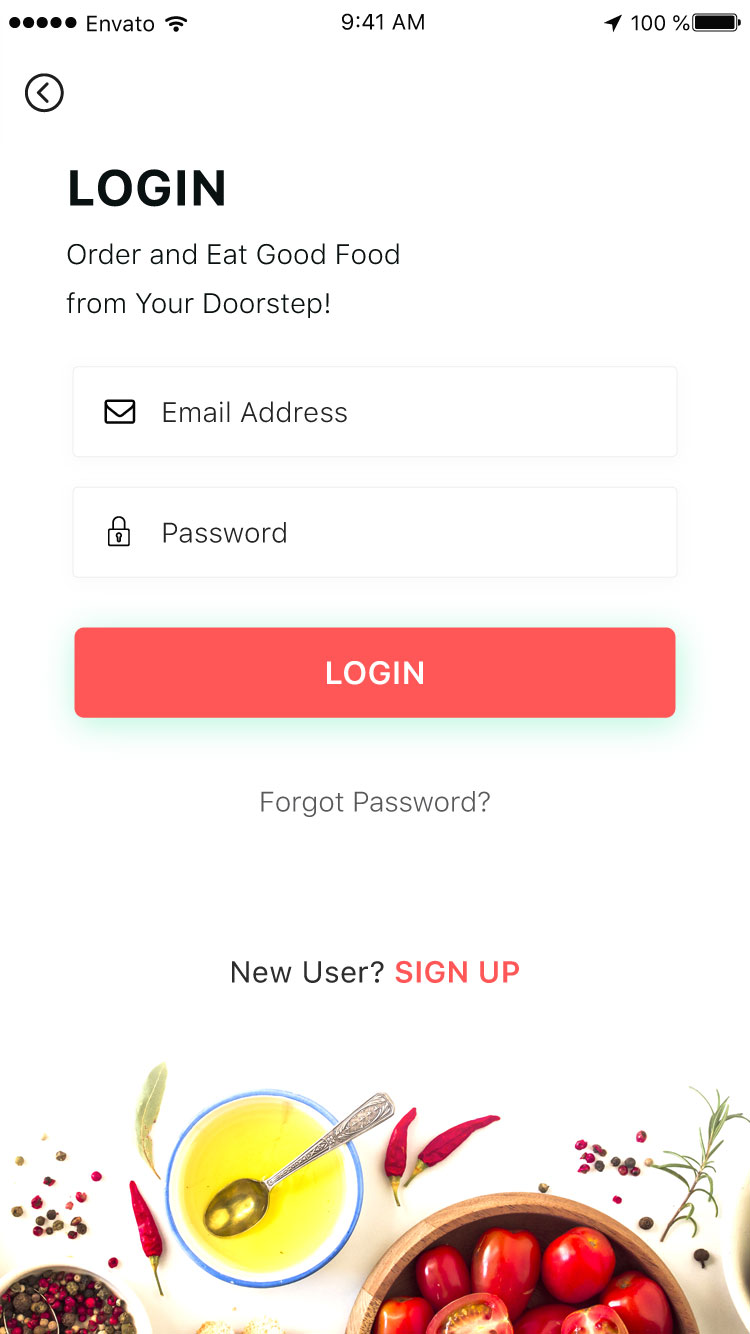 Envato 9:41 AM 100 %
LOGIN
Order and Eat Good Food
from Your Doorstep!
Email Address
Password
LOGIN
Forgot Password?
New User? SIGN UP